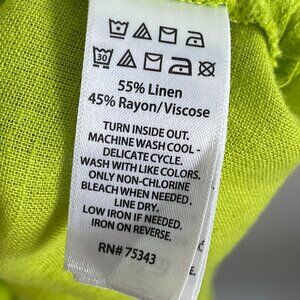 30
55% Linen
45% Rayon/Viscose
TURN INSIDE OUT.
MACHINE WASH COOL -
DELICATE CYCLE.
WASH WITH LIKE COLORS.
ONLY NON-CHLORINE
BLEACH WHEN NEEDED.
LINE DRY.
LOW IRON IF NEEDED.
IRON ON REVERSE.
RN# 75343